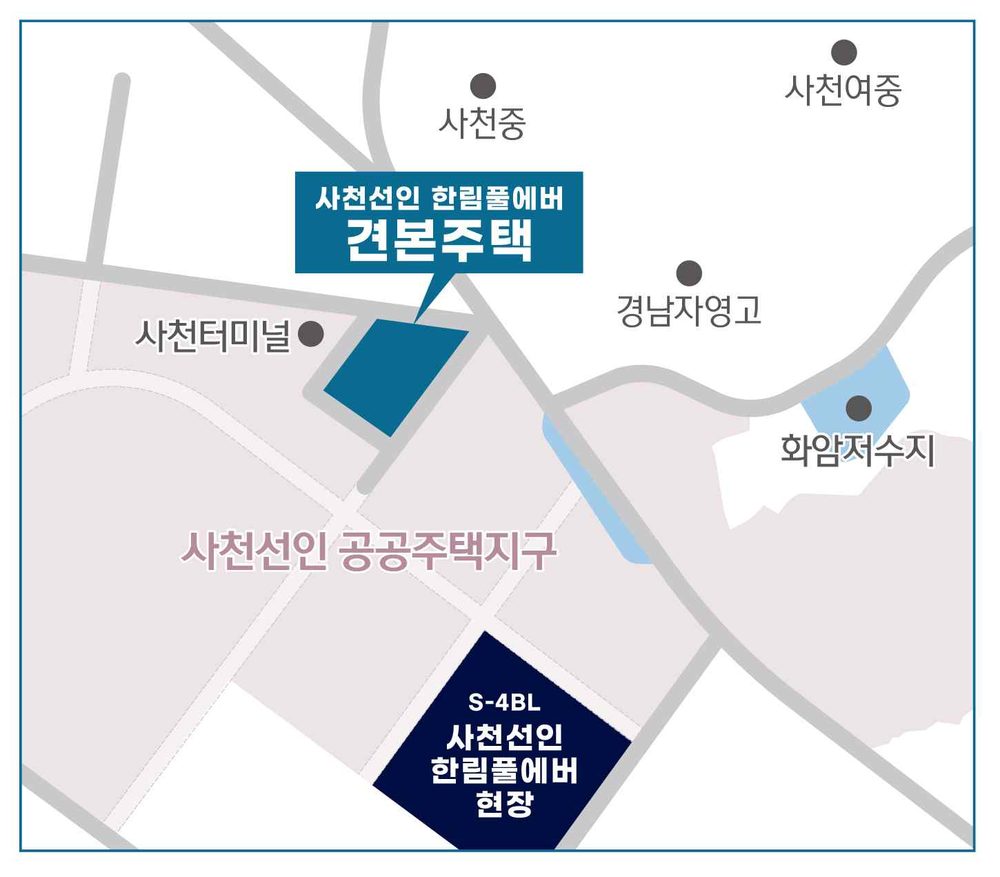 사천중
사천여중
사천선인 한림풀에버
견본주택
경남자영고
사천터미널
화암저수지
사천선인 공공주택지구
S-4BL
사천선인
한림풀에버
현장